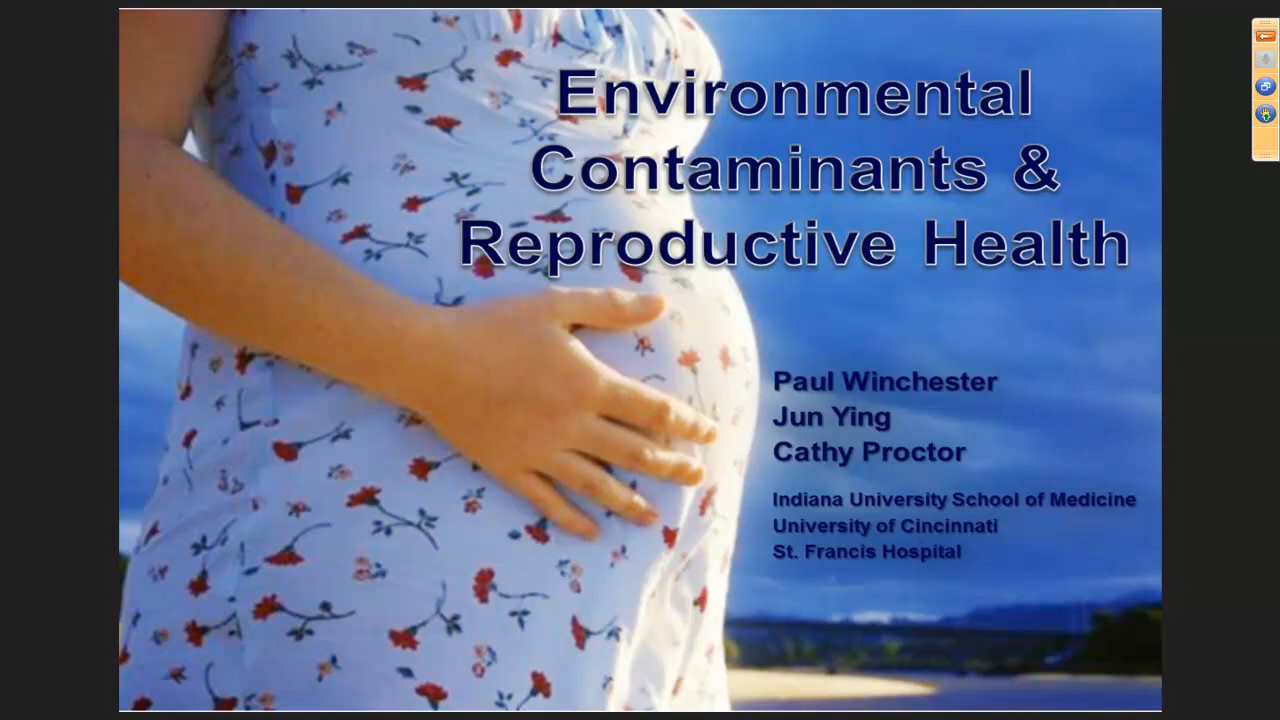 Environmental
Contaminants &
Reproductive Health
Paul Winchester
Jun Ying
Cathy Proctor
Indiana University School of Medicine
University of Cincinnati
St. Francis Hospital